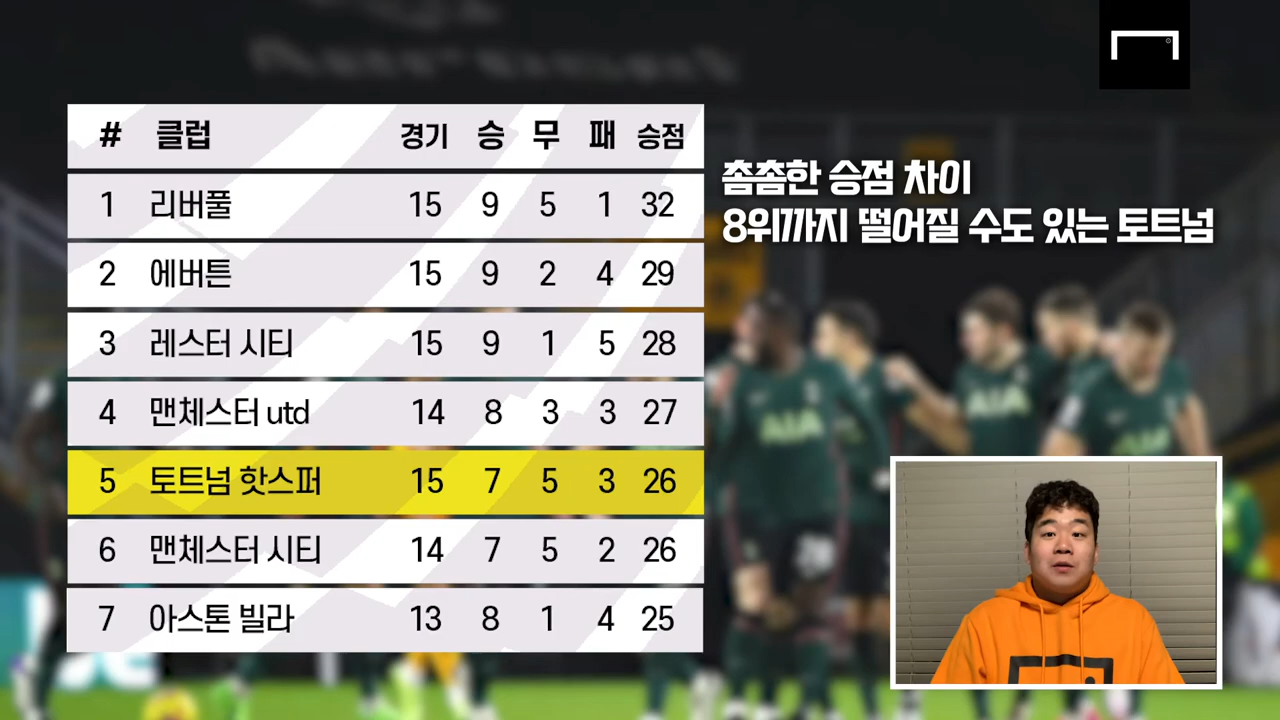 # 클럽 경기 승 무 패 승점
1 리버풀 15 9 5 1 32
2 에버튼 15 9 2 4 29
3 레스터 시티 15 9 1 5 28
4 맨체스터 utd 14 8 3 3 27
5 토트넘 핫스퍼 15 7 5 3 26
6 맨체스터 시티 14 7 5 2 26
7 아스톤 빌라 13 8 1 4 25
촘촘한 승점 차이
8위까지 떨어질 수도 있는 토트넘
AIA
AIA
AIA